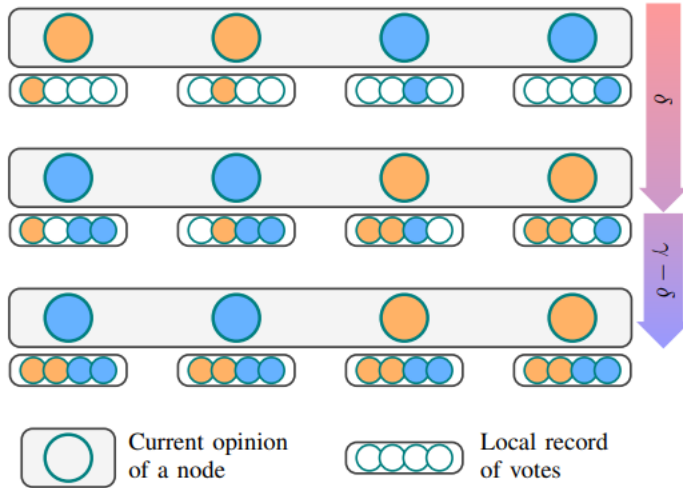 δ
γ − δ
Current opinion
of a node
Local record
of votes